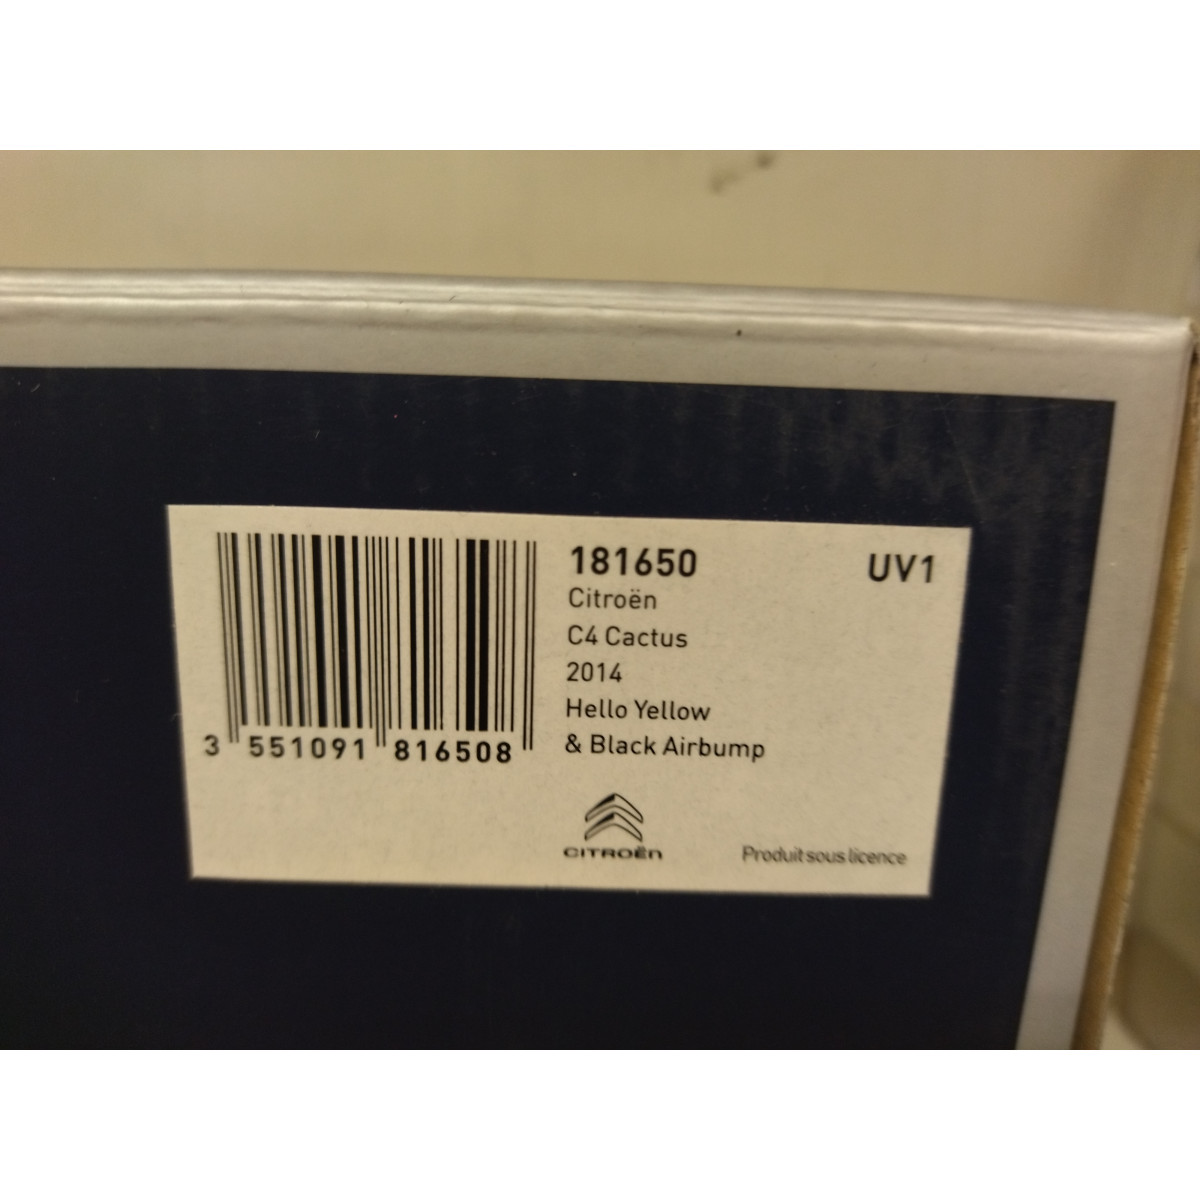 181650 UV1
Citroën
C4 Cactus
2014
Hello Yellow
& Black Airbump
3 551091 816508
CITROËN
Produit sous licence